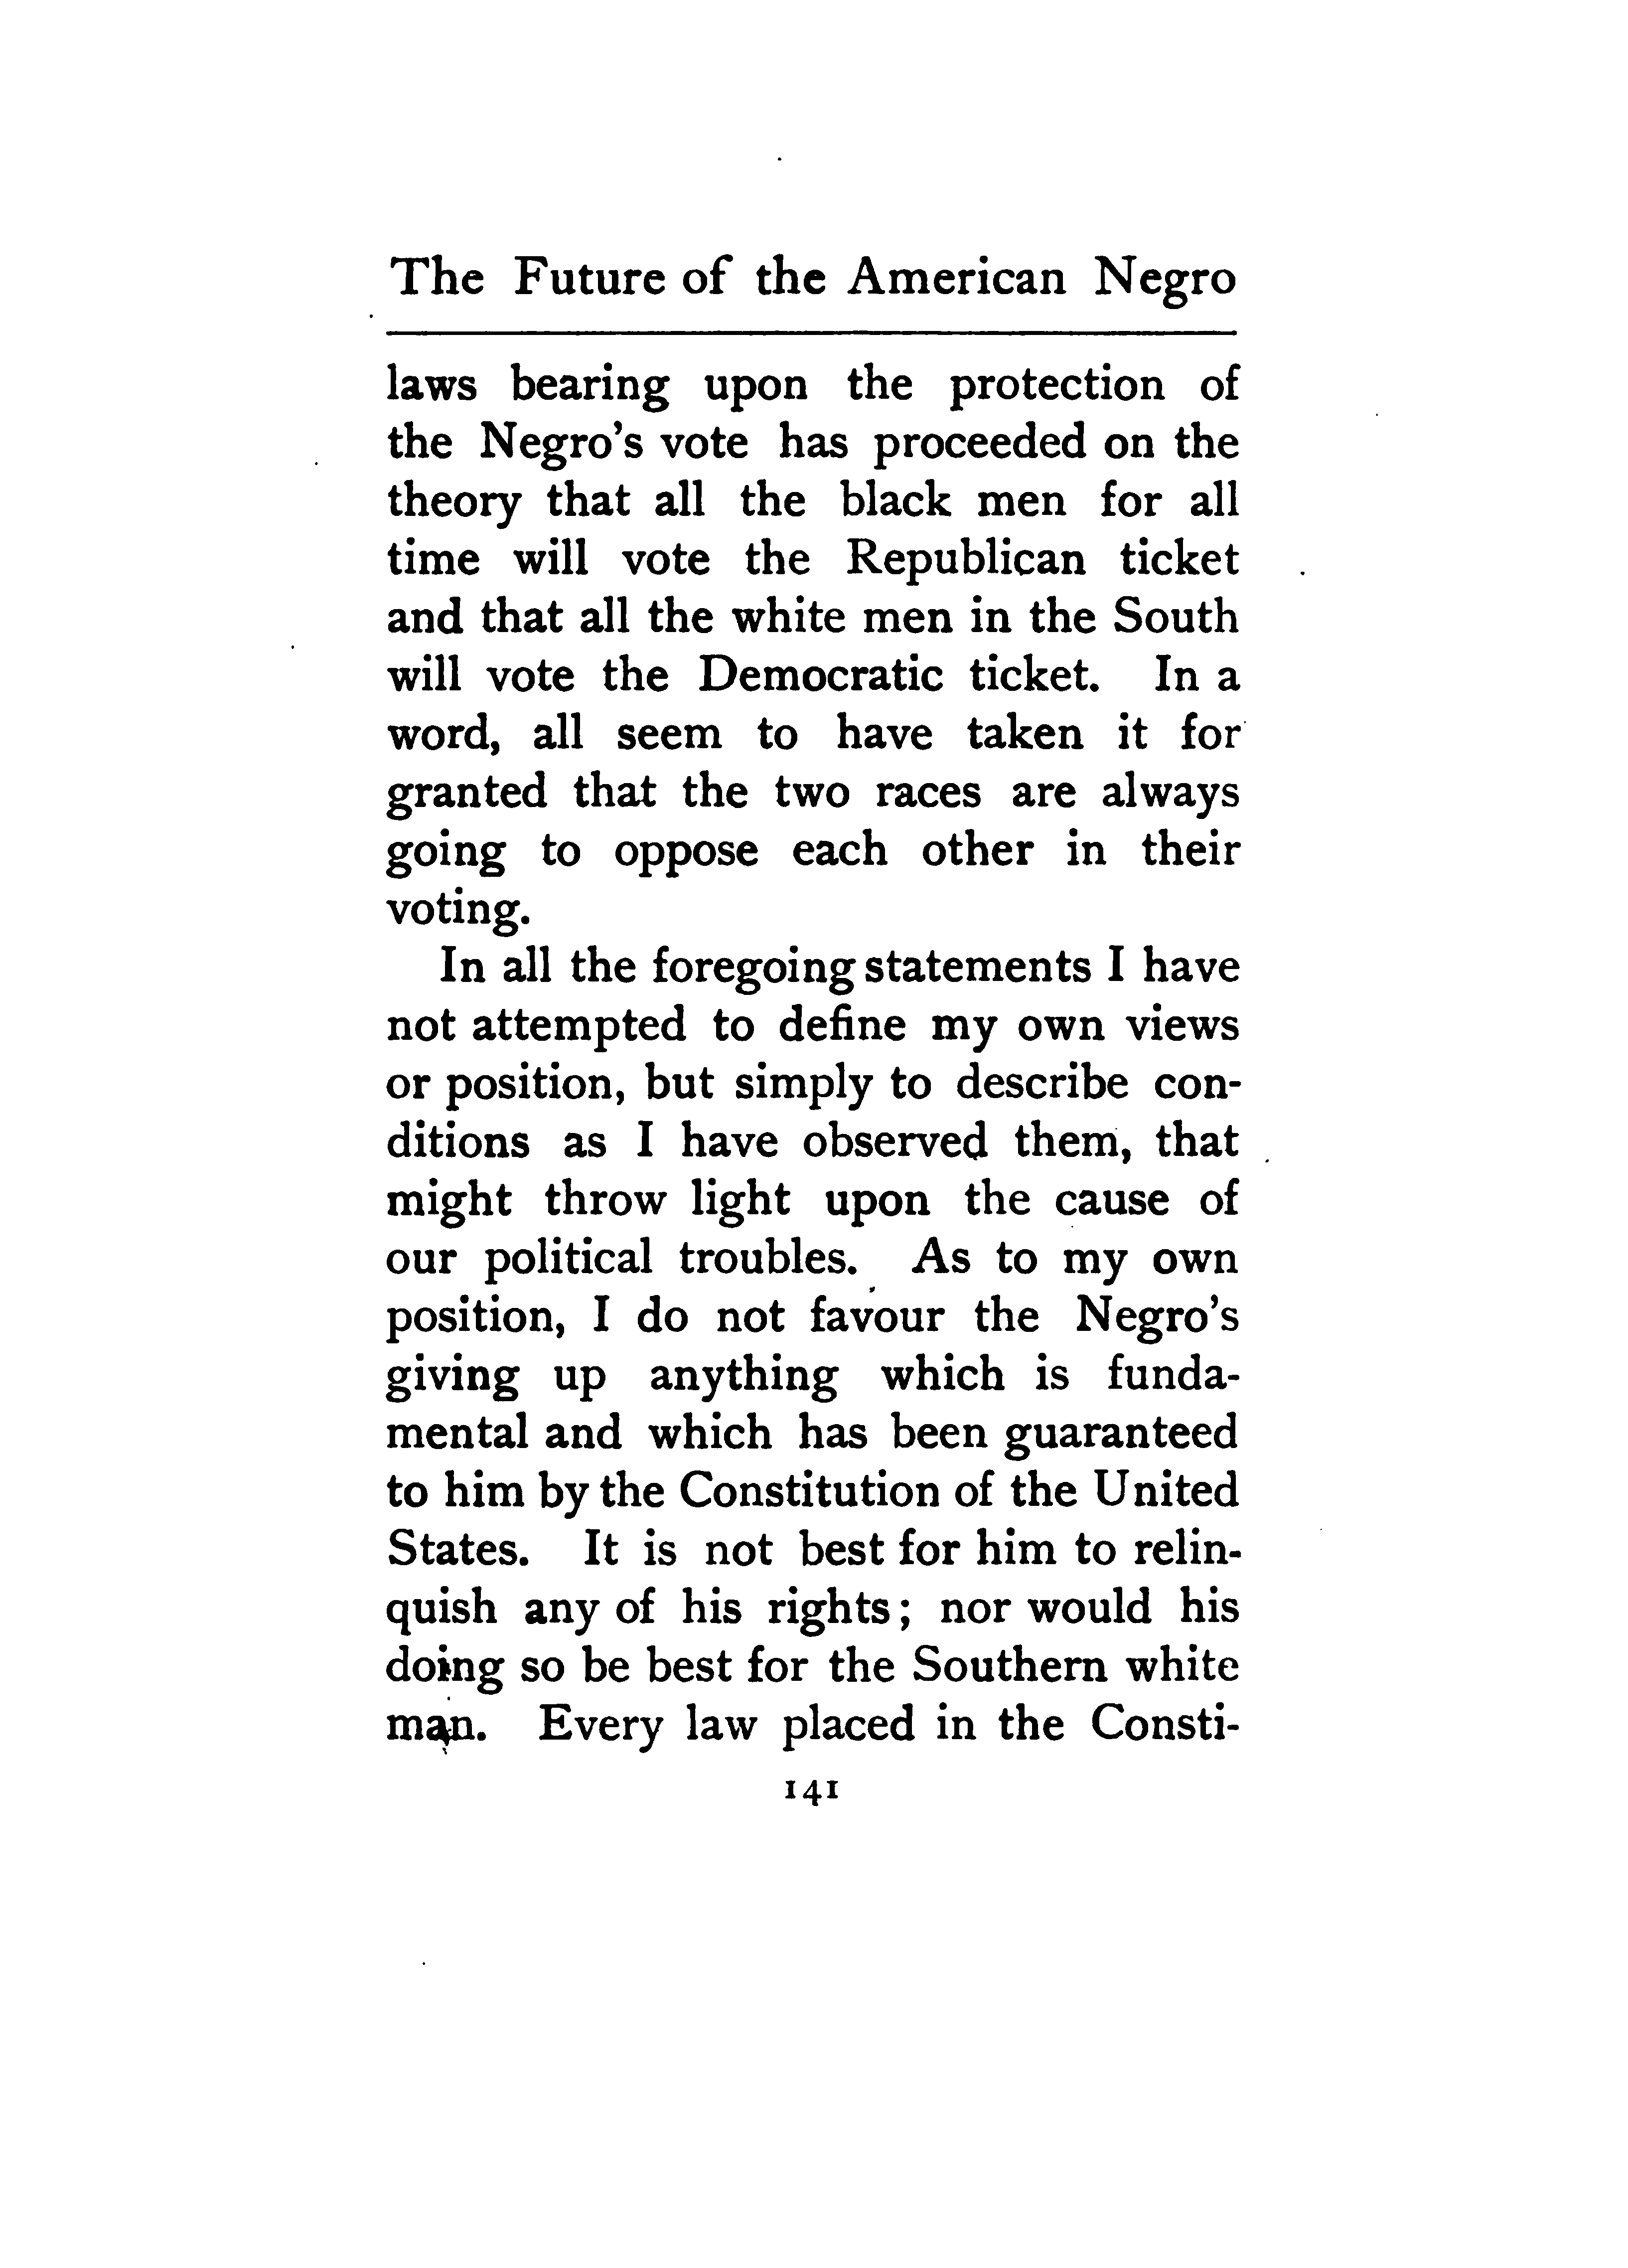 The Future of the American Negro
laws bearing upon the protection of
the Negro's vote has proceeded on the
theory that all the black men for all
time will vote the Republican ticket
and that all the white men in the South
will vote the Democratic ticket. In a
word, all seem to have taken it for
granted that the two races are always
going to oppose each other in their
voting.
In all the foregoing statements I have
not attempted to define my own views
or position, but simply to describe con-
ditions as I have observed them, that
might throw light upon the cause of
our political troubles. As to my own
position, I do not favour the Negro's
giving up anything which is funda-
mental and which has been guaranteed
to him by the Constitution of the United
States. It is not best for him to relin-
quish any of his rights; nor would his
doing so be best for the Southern white
man. Every law placed in the Consti-
141